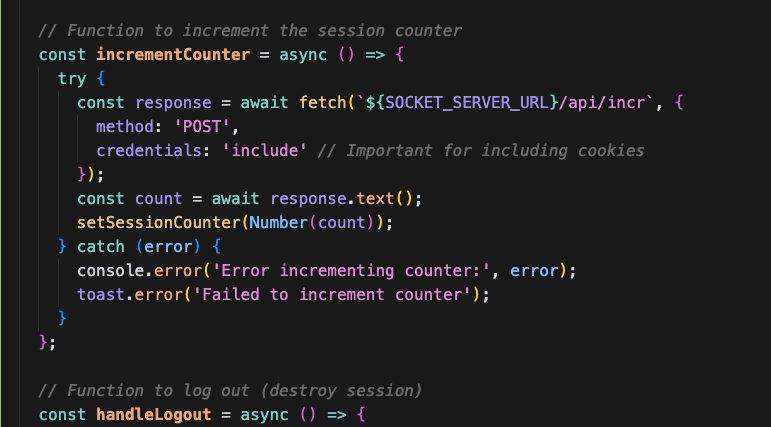 // Function to increment the session counter
const incrementCounter = async () => {
try {
const response = await fetch(`${SOCKET_SERVER_URL}/api/incr`, {
method: 'POST',
credentials: 'include' // Important for including cookies
});
const count = await response.text();
setSessionCounter(Number(count));
} catch (error) {
console.error('Error incrementing counter:', error);
toast.error('Failed to increment counter');
}
};
// Function to log out (destroy session)
const handleLogout = async () => {